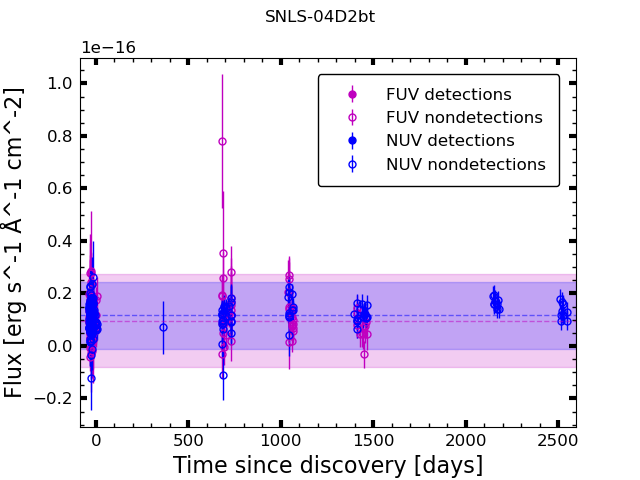 SNLS-04D2bt
1e−16
1.0
0.8
0.6
0.4
0.2
0.0
−0.2
Flux [erg s^-1 Å^-1 cm^-2]
FUV detections
FUV nondetections
NUV detections
NUV nondetections
0
500
1000
1500
2000
2500
Time since discovery [days]